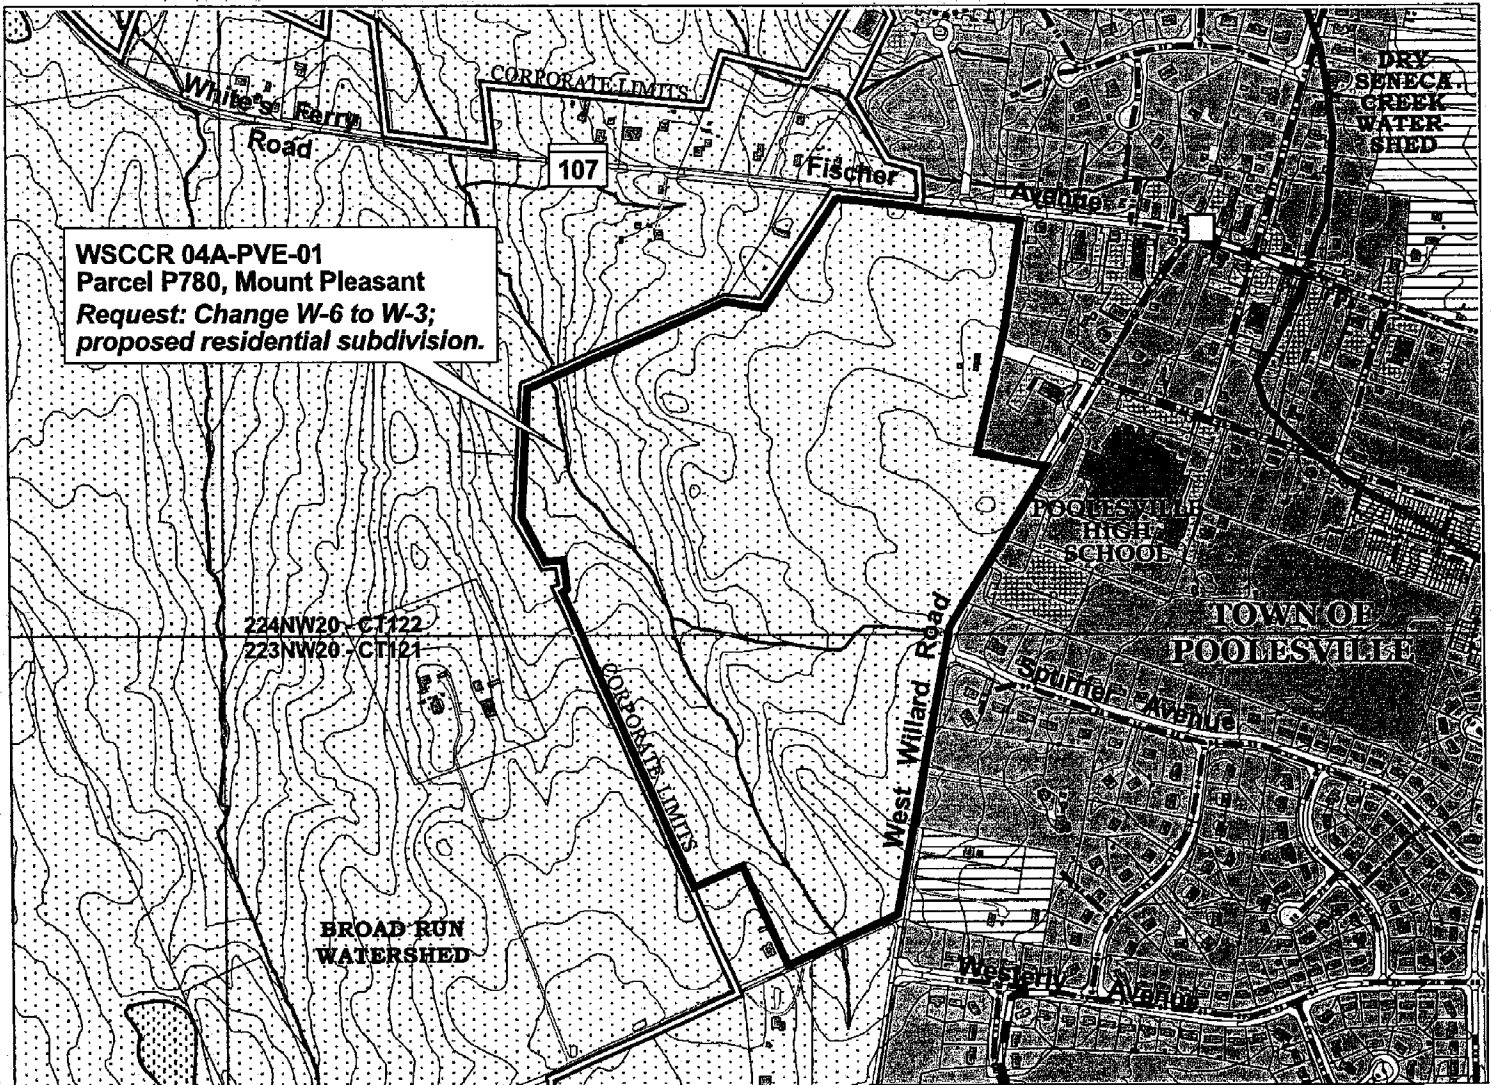 DRY
SENECA
CREEK
WATER-
SHED
CORPORATE LIMITS
White's Ferry
Road
107
Fischer
Avenue
WSCCR 04A-PVE-01
Parcel P780, Mount Pleasant
Request: Change W-6 to W-3;
proposed residential subdivision.
POOLESVILLE
HIGH
SCHOOL
TOWN OF
POOLESVILLE
224NW20 - CT122
223NW20 - CT121
West Willard Road
Spurrier Avenue
CORPORATE LIMITS
BROAD RUN
WATERSHED
Westerly Avenue